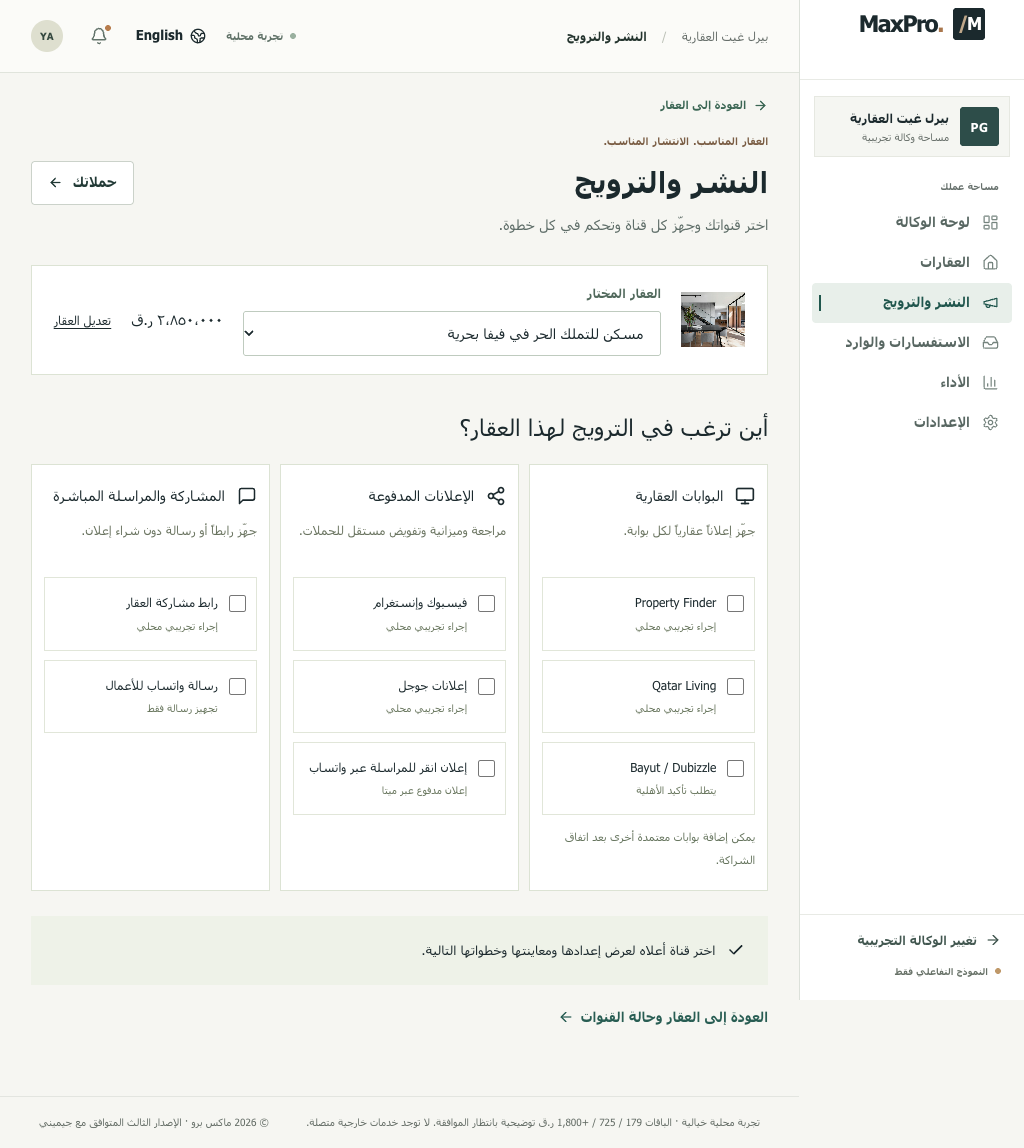 MaxPro. /M
بيرل غيت العقارية / النشر والترويج
تجربة محلية
English
YA
PG
بيرل غيت العقارية
مساحة وكالة تجريبية
مساحة عملك
لوحة الوكالة
العقارات
النشر والترويج
الاستفسارات والوارد
الأداء
الإعدادات
تغيير الوكالة التجريبية
النموذج التفاعلي فقط
العودة إلى العقار
العقار المناسب. الانتشار المناسب.
النشر والترويج
اختر قنواتك وجهّز كل قناة وتحكم في كل خطوة.
حملاتك
العقار المختار
مسكن للتملك الحر في فيفا بحرية
٢٬٨٥٠٬٠٠٠ ر.ق
تعديل العقار
أين ترغب في الترويج لهذا العقار؟
البوابات العقارية
جهّز إعلاناً عقارياً لكل بوابة.
Property Finder
إجراء تجريبي محلي
Qatar Living
إجراء تجريبي محلي
Bayut / Dubizzle
يتطلب تأكيد الأهلية
يمكن إضافة بوابات معتمدة أخرى بعد اتفاق
الشراكة.
الإعلانات المدفوعة
مراجعة وميزانية وتفويض مستقل للحملات.
فيسبوك وإنستغرام
إجراء تجريبي محلي
إعلانات جوجل
إجراء تجريبي محلي
إعلان انقر للمراسلة عبر واتساب
إعلان مدفوع عبر ميتا
المشاركة والمراسلة المباشرة
جهّز رابطاً أو رسالة دون شراء إعلان.
رابط مشاركة العقار
إجراء تجريبي محلي
رسالة واتساب للأعمال
تجهيز رسالة فقط
اختر قناة أعلاه لعرض إعدادها ومعاينتها وخطواتها التالية.
العودة إلى العقار وحالة القنوات
تجربة محلية خيالية · الباقات 179 / 725 / +1,800 ر.ق توضيحية بانتظار الموافقة. لا توجد خدمات خارجية متصلة.
© 2026 ماكس برو · الإصدار الثالث المتوافق مع جيميني